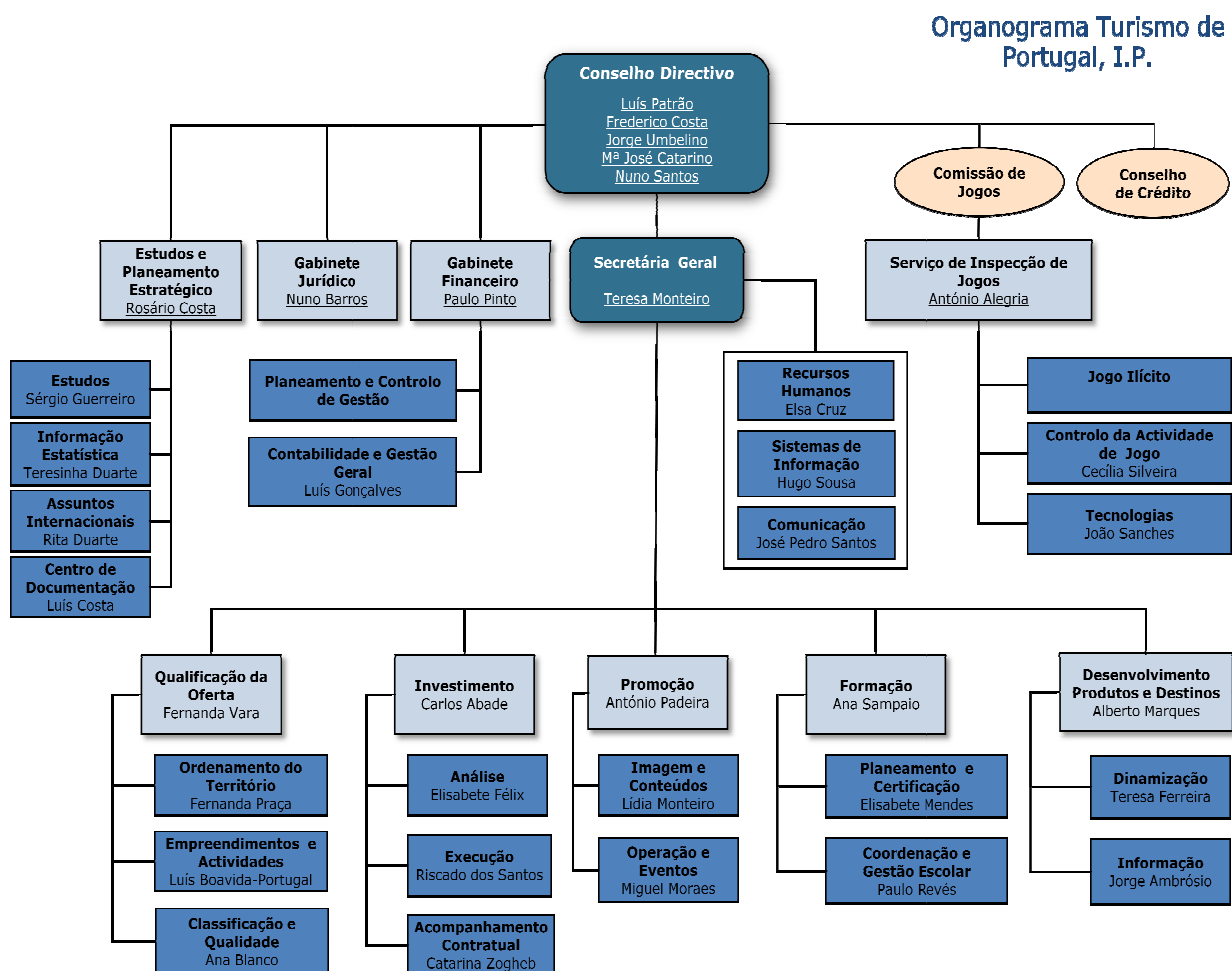 Organograma Turismo de
Portugal, I.P.
Conselho Directivo
Luís Patrão
Frederico Costa
Jorge Umbelino
Mª José Catarino
Nuno Santos
Comissão de
Jogos
Conselho
de Crédito
Estudos e
Planeamento
Estratégico
Rosário Costa
Gabinete
Jurídico
Nuno Barros
Gabinete
Financeiro
Paulo Pinto
Secretária Geral
Teresa Monteiro
Serviço de Inspecção de
Jogos
António Alegria
Estudos
Sérgio Guerreiro
Informação
Estatística
Teresinha Duarte
Assuntos
Internacionais
Rita Duarte
Centro de
Documentação
Luís Costa
Planeamento e Controlo
de Gestão
Contabilidade e Gestão
Geral
Luís Gonçalves
Recursos
Humanos
Elsa Cruz
Sistemas de
Informação
Hugo Sousa
Comunicação
José Pedro Santos
Jogo Ilícito
Controlo da Actividade
de Jogo
Cecília Silveira
Tecnologias
João Sanches
Qualificação da
Oferta
Fernanda Vara
Ordenamento do
Território
Fernanda Praça
Empreendimentos e
Actividades
Luís Boavida-Portugal
Classificação e
Qualidade
Ana Blanco
Investimento
Carlos Abade
Análise
Elisabete Félix
Execução
Riscado dos Santos
Acompanhamento
Contratual
Catarina Zogheb
Promoção
António Padeira
Imagem e
Conteúdos
Lídia Monteiro
Operação e
Eventos
Miguel Moraes
Formação
Ana Sampaio
Planeamento e
Certificação
Elisabete Mendes
Coordenação e
Gestão Escolar
Paulo Revés
Desenvolvimento
Produtos e Destinos
Alberto Marques
Dinamização
Teresa Ferreira
Informação
Jorge Ambrósio